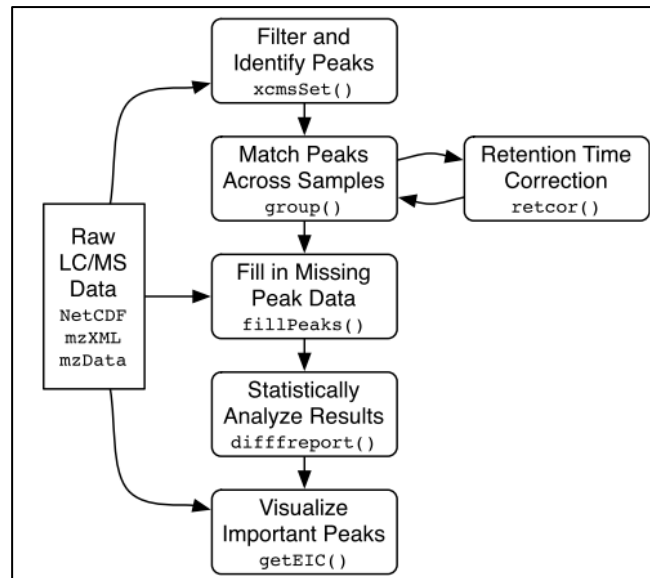 Filter and
Identify Peaks
xcmsSet()
Match Peaks
Across Samples
group()
Retention Time
Correction
retcor()
Raw
LC/MS
Data
NetCDF
mzXML
mzData
Fill in Missing
Peak Data
fillPeaks()
Statistically
Analyze Results
difffreport()
Visualize
Important Peaks
getEIC()